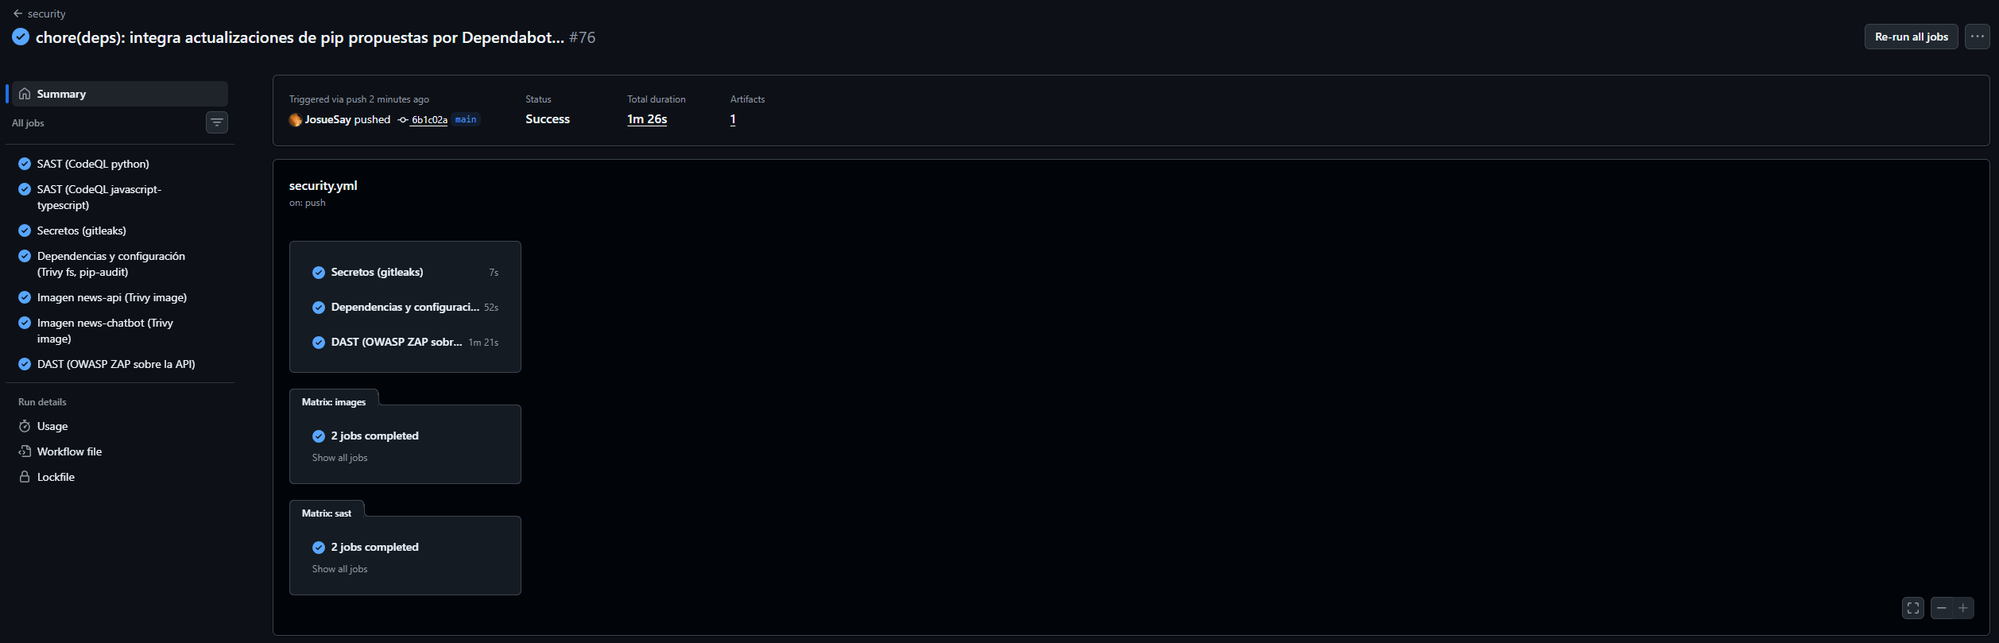 security
chore(deps): integra actualizaciones de pip propuestas por Dependabot... #76
Re-run all jobs
Summary
All jobs
SAST (CodeQL python)
SAST (CodeQL javascript-
typescript)
Secretos (gitleaks)
Dependencias y configuración
(Trivy fs, pip-audit)
Imagen news-api (Trivy image)
Imagen news-chatbot (Trivy
image)
DAST (OWASP ZAP sobre la API)
Run details
Usage
Workflow file
Lockfile
Triggered via push 2 minutes ago
JosueSay pushed 6b1c02a main
Status
Success
Total duration
1m 26s
Artifacts
1
security.yml
on: push
Secretos (gitleaks) 7s
Dependencias y configuraci... 52s
DAST (OWASP ZAP sobr... 1m 21s
Matrix: images
2 jobs completed
Show all jobs
Matrix: sast
2 jobs completed
Show all jobs